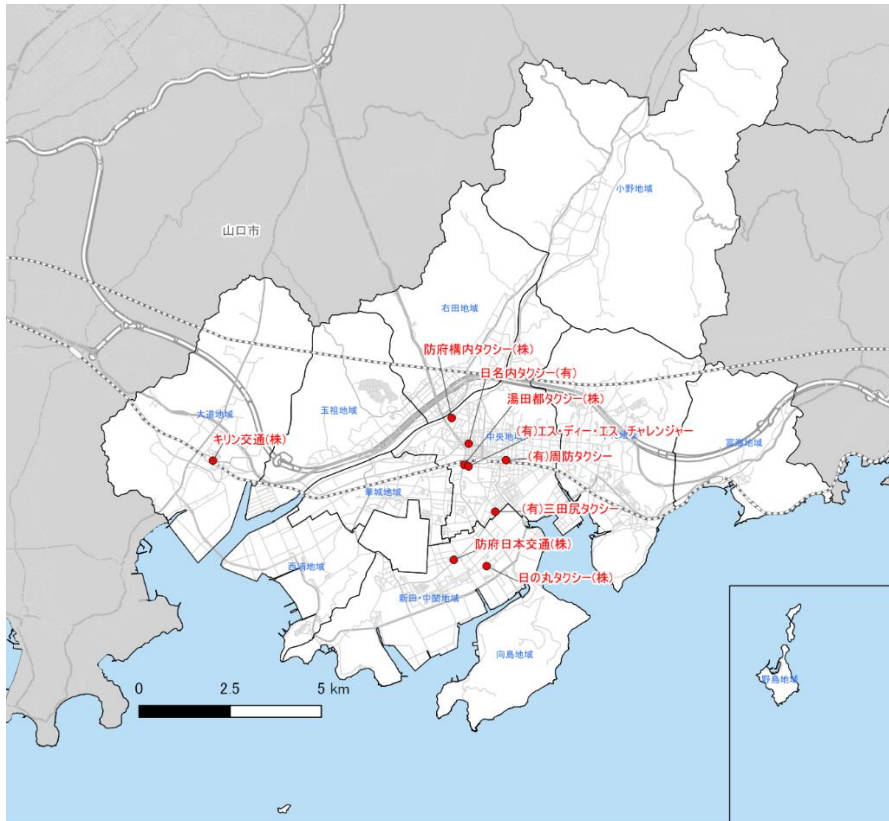 小野地域
山口市
右田地域
防府構内タクシー(株)
日名内タクシー(有)
湯田都タクシー(株)
玉祖地域
大道地域
キリン交通(株)
中央地域
(有)エス・ディー・エス チャレンジャー
地域
富海地域
(有)周防タクシー
華城地域
(有)三田尻タクシー
防府日本交通(株)
西浦地域
日の丸タクシー(株)
新田・中関地域
向島地域
野島地域
0 2.5 5 km